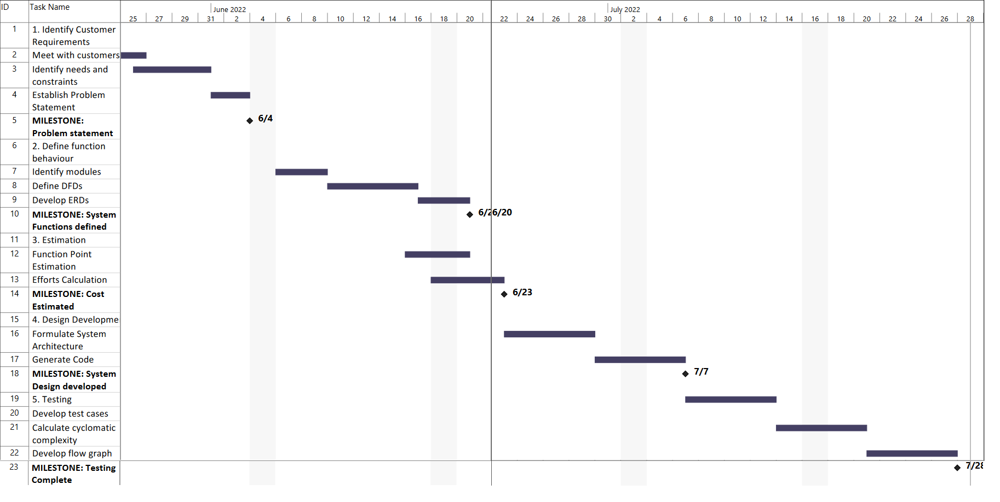 ID Task Name June 2022 July 2022
25 27 29 31 2 4 6 8 10 12 14 16 18 20 22 24 26 28 30 2 4 6 8 10 12 14 16 18 20 22 24 26 28
1 1. Identify Customer
Requirements
2 Meet with customers
3 Identify needs and
constraints
4 Establish Problem
Statement
5 MILESTONE: 6/4
Problem statement
6 2. Define function
behaviour
7 Identify modules
8 Define DFDs
9 Develop ERDs
10 MILESTONE: System 6/26/20
Functions defined
11 3. Estimation
12 Function Point
Estimation
13 Efforts Calculation
14 MILESTONE: Cost 6/23
Estimated
15 4. Design Developme
16 Formulate System
Architecture
17 Generate Code
18 MILESTONE: System 7/7
Design developed
19 5. Testing
20 Develop test cases
21 Calculate cyclomatic
complexity
22 Develop flow graph
23 MILESTONE: Testing 7/28
Complete